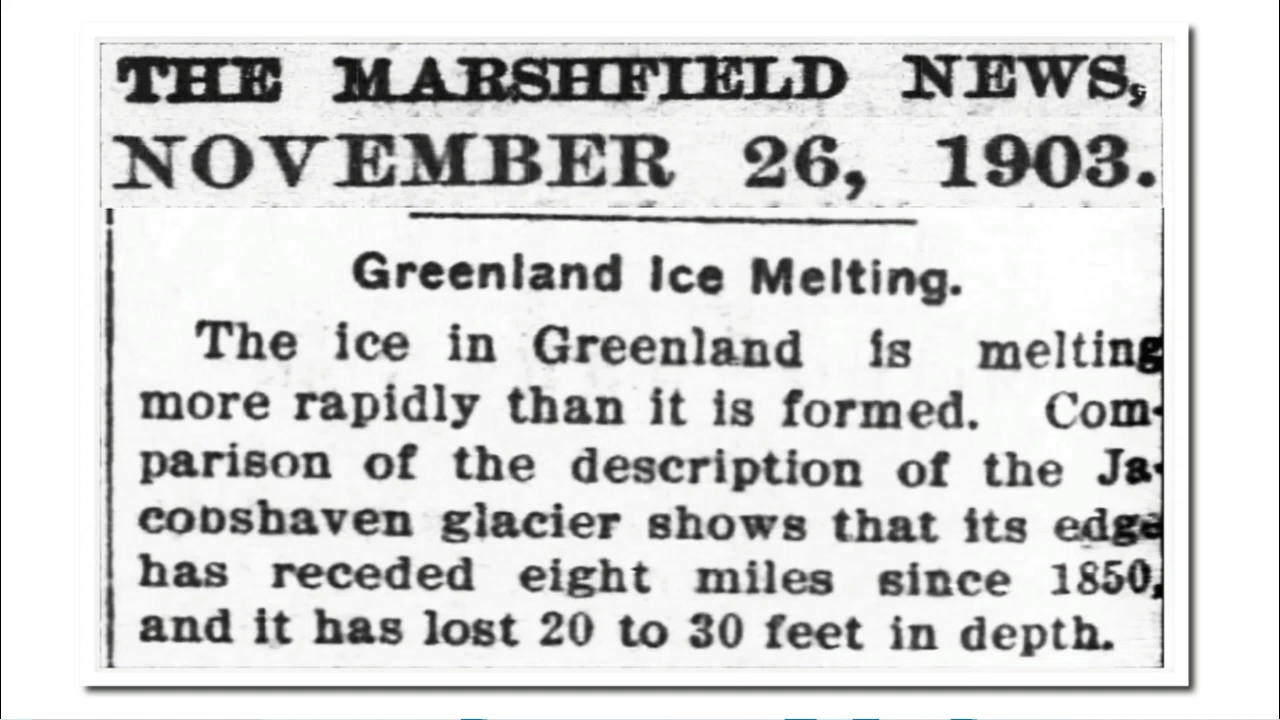 THE MARSHFIELD NEWS,
NOVEMBER 26, 1903.
Greenland Ice Melting.
The ice in Greenland is melting
more rapidly than it is formed. Com-
parison of the description of the Ja-
cobshaven glacier shows that its edge
has receded eight miles since 1850,
and it has lost 20 to 30 feet in depth.